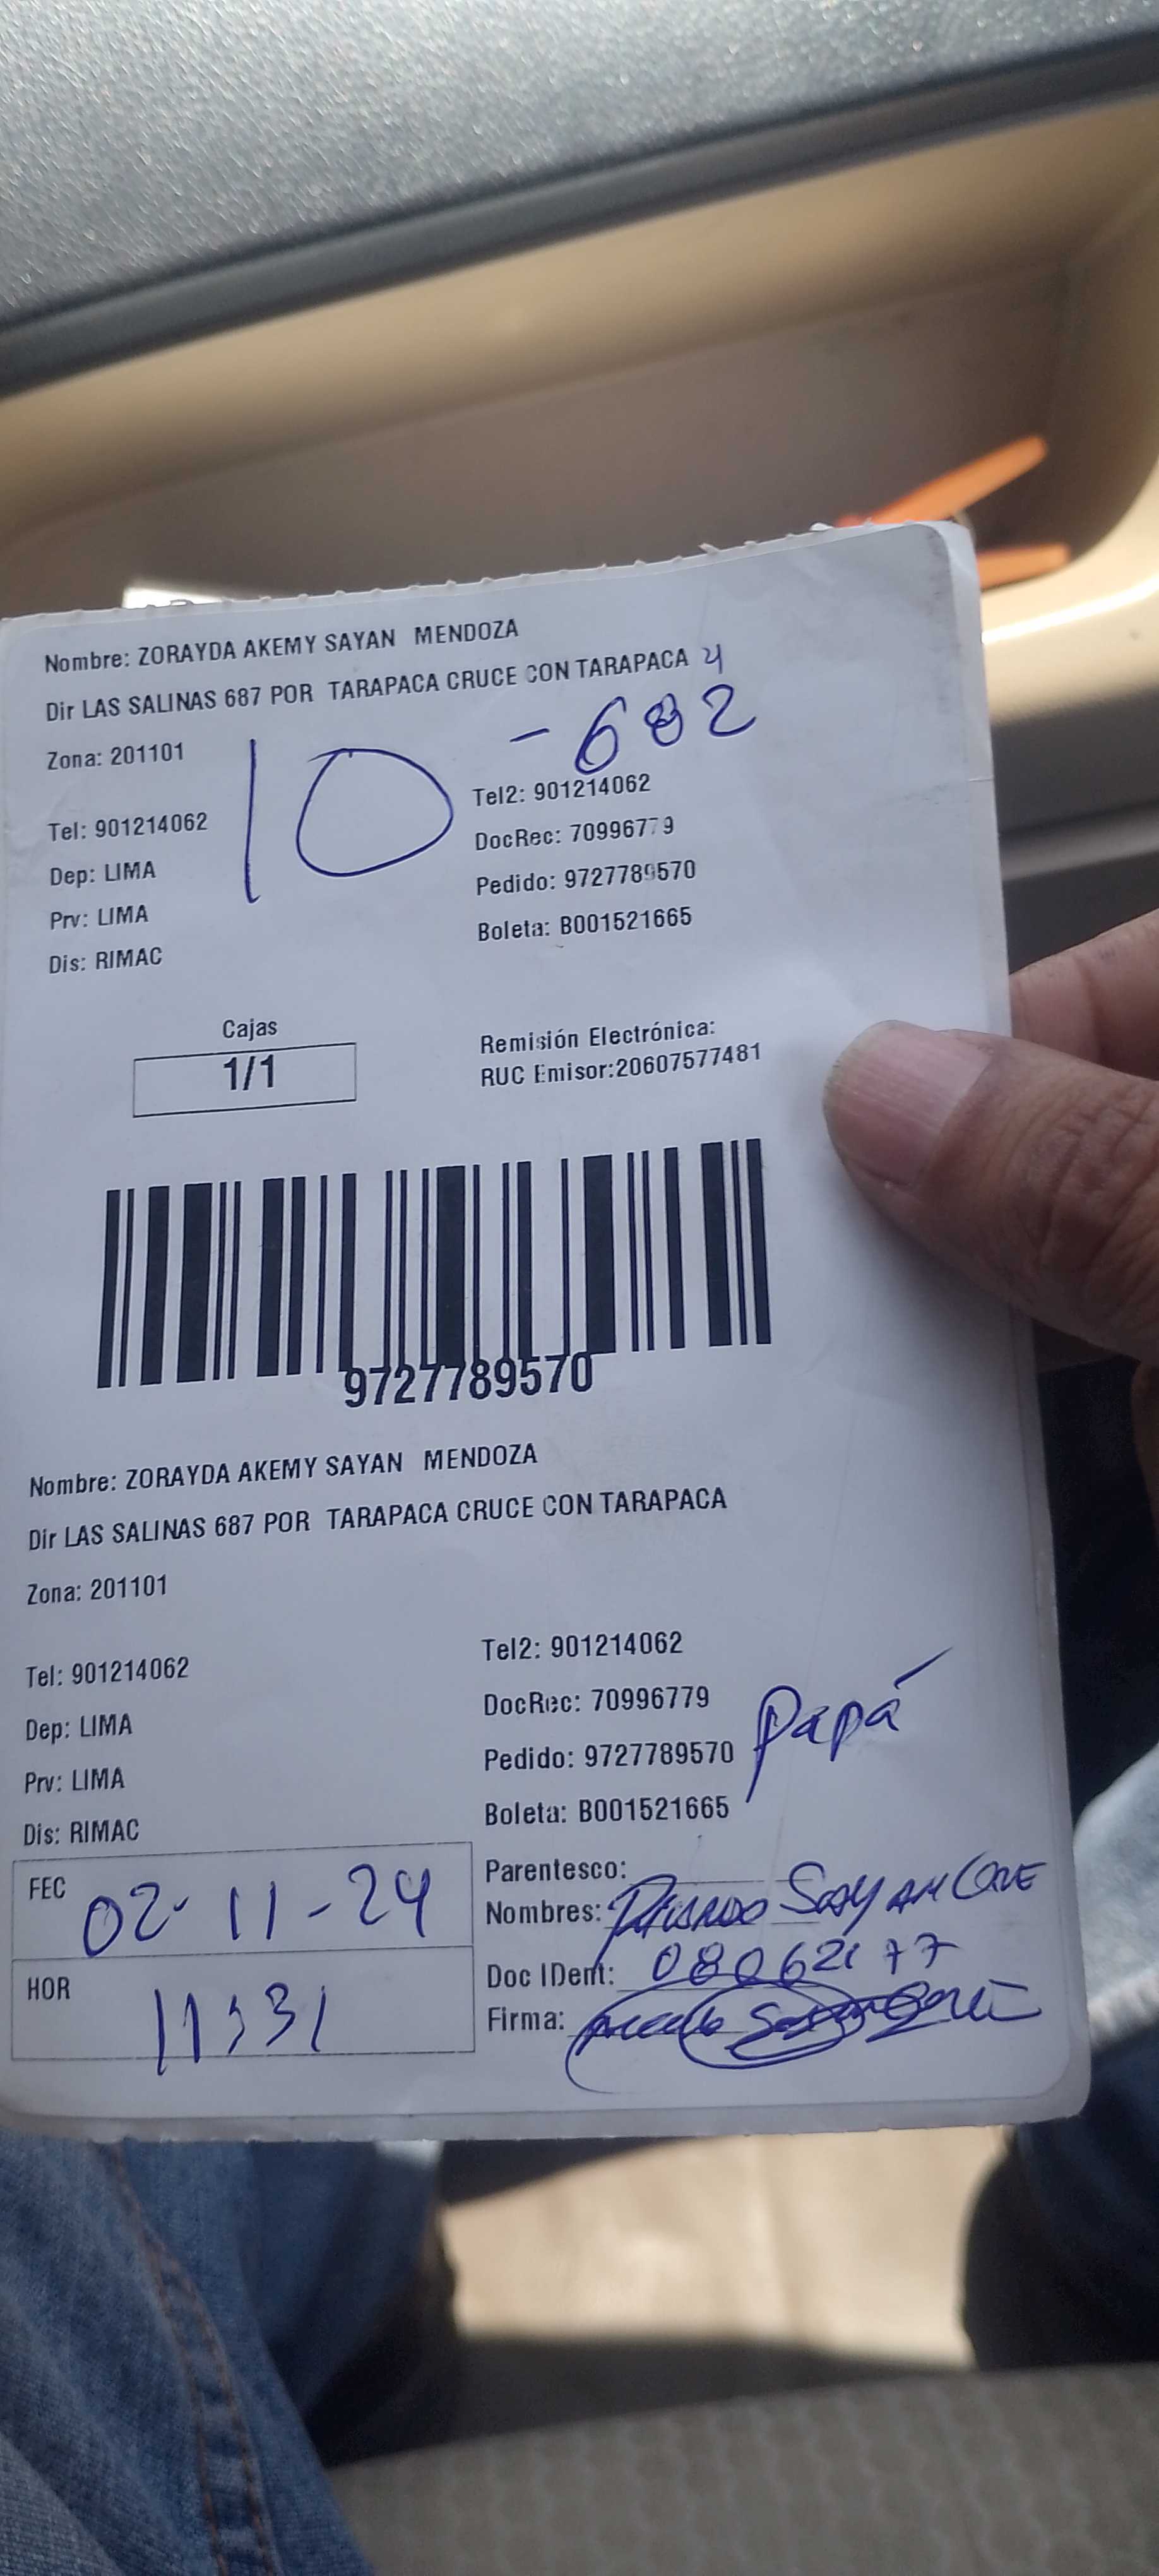 Nombre: ZORAYDA AKEMY SAYAN MENDOZA
Dir LAS SALINAS 687 POR TARAPACA CRUCE CON TARAPACA 4
- 682
Zona: 201101
10
Tel: 901214062
Tel2: 901214062
Dep: LIMA
DocRec: 70996779
Prv: LIMA
Pedido: 9727789570
Dis: RIMAC
Boleta: B001521665
Cajas
1/1
Remisión Electrónica:
RUC Emisor:20607577481
9727789570
Nombre: ZORAYDA AKEMY SAYAN MENDOZA
Dir LAS SALINAS 687 POR TARAPACA CRUCE CON TARAPACA
Zona: 201101
Tel: 901214062
Tel2: 901214062
Dep: LIMA
DocRec: 70996779
Prv: LIMA
Pedido: 9727789570
Papá
Dis: RIMAC
Boleta: B001521665
FEC 02-11-24
HOR 11:31
Parentesco:
Nombres: SAYAN
Doc IDent:
Firma: